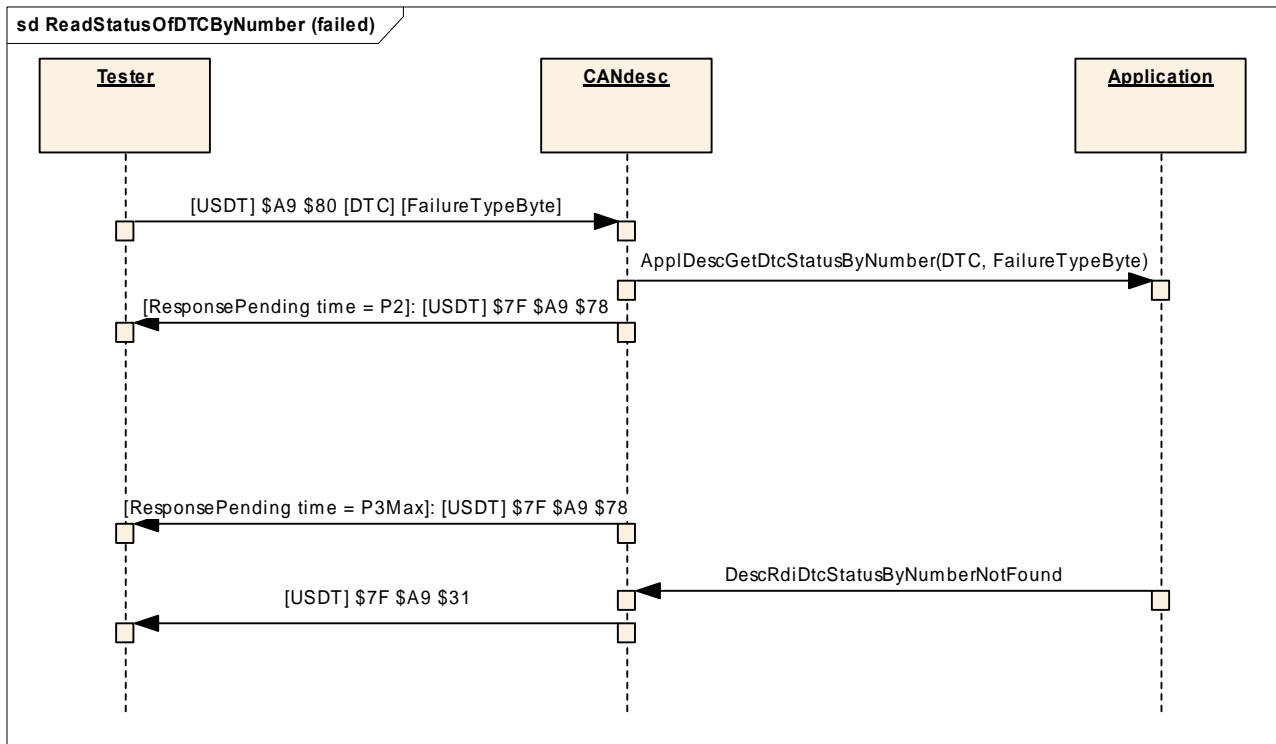 sd ReadStatusOfDTCByNumber (failed)
Tester
CANdesc
Application
[USDT] $A9 $80 [DTC] [FailureTypeByte]
ApplDescGetDtcStatusByNumber(DTC, FailureTypeByte)
[ResponsePending time = P2]: [USDT] $7F $A9 $78
[ResponsePending time = P3Max]: [USDT] $7F $A9 $78
DescRdiDtcStatusByNumberNotFound
[USDT] $7F $A9 $31